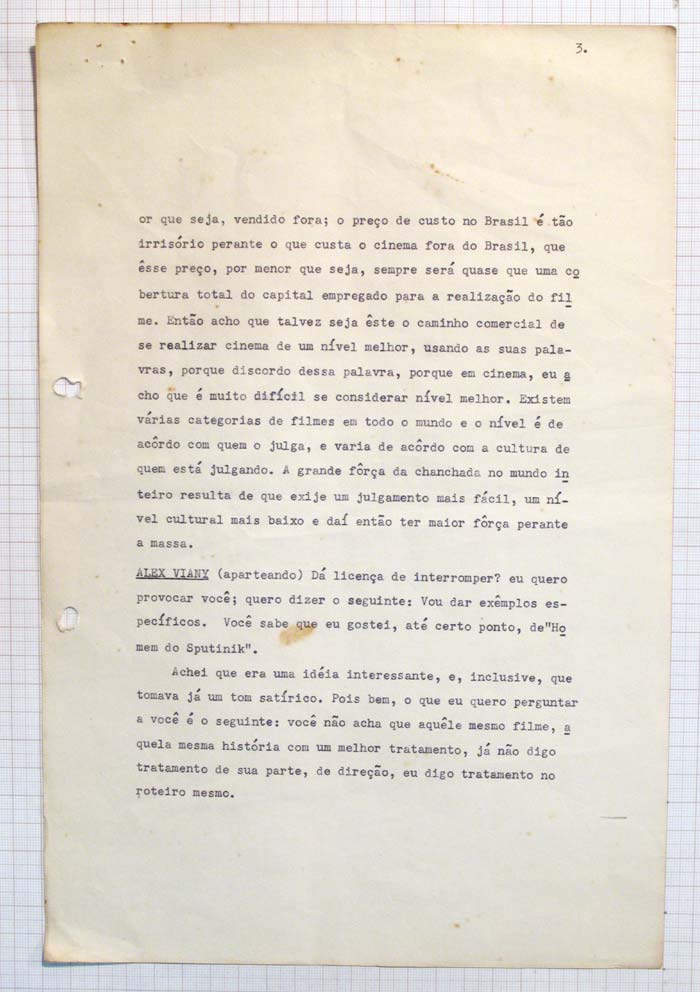 3.
or que seja, vendido fora; o preço de custo no Brasil é tão
irrisório perante o que custa o cinema fora do Brasil, que
êsse preço, por menor que seja, sempre será quase que uma co
bertura total do capital empregado para a realização do fil
me. Então acho que talvez seja êste o caminho comercial de
se realizar cinema de um nível melhor, usando as suas pala-
vras, porque discordo dessa palavra, porque em cinema, eu a
cho que é muito difícil se considerar nível melhor. Existem
várias categorias de filmes em todo o mundo e o nível é de
acôrdo com quem o julga, e varia de acôrdo com a cultura de
quem está julgando. A grande fôrça da chanchada no mundo in
teiro resulta de que exije um julgamento mais fácil, um ní-
vel cultural mais baixo e daí então ter maior fôrça perante
a massa.
ALEX VIANY (aparteando) Dá licença de interromper? eu quero
provocar você; quero dizer o seguinte: Vou dar exêmplos es-
pecíficos. Você sabe que eu gostei, até certo ponto, de"Ho
mem do Sputinik".
Achei que era uma idéia interessante, e, inclusive, que
tomava já um tom satírico. Pois bem, o que eu quero perguntar
a você é o seguinte: você não acha que aquêle mesmo filme, a
quela mesma história com um melhor tratamento, já não digo
tratamento de sua parte, de direção, eu digo tratamento no
roteiro mesmo.